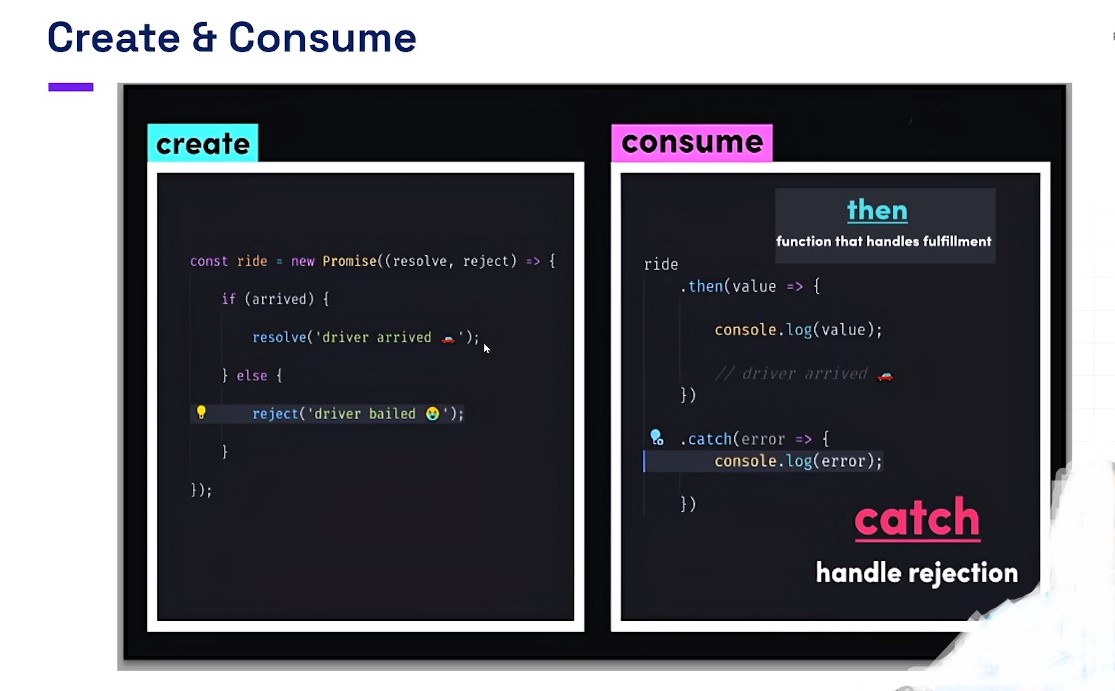 Create & Consume
create
const ride = new Promise((resolve, reject) => {
if (arrived) {
resolve('driver arrived 🚗');
} else {
reject('driver bailed 😭');
}
});
consume
then
function that handles fulfillment
ride
.then(value => {
console.log(value);
// driver arrived 🚗
})
.catch(error => {
console.log(error);
})
catch
handle rejection